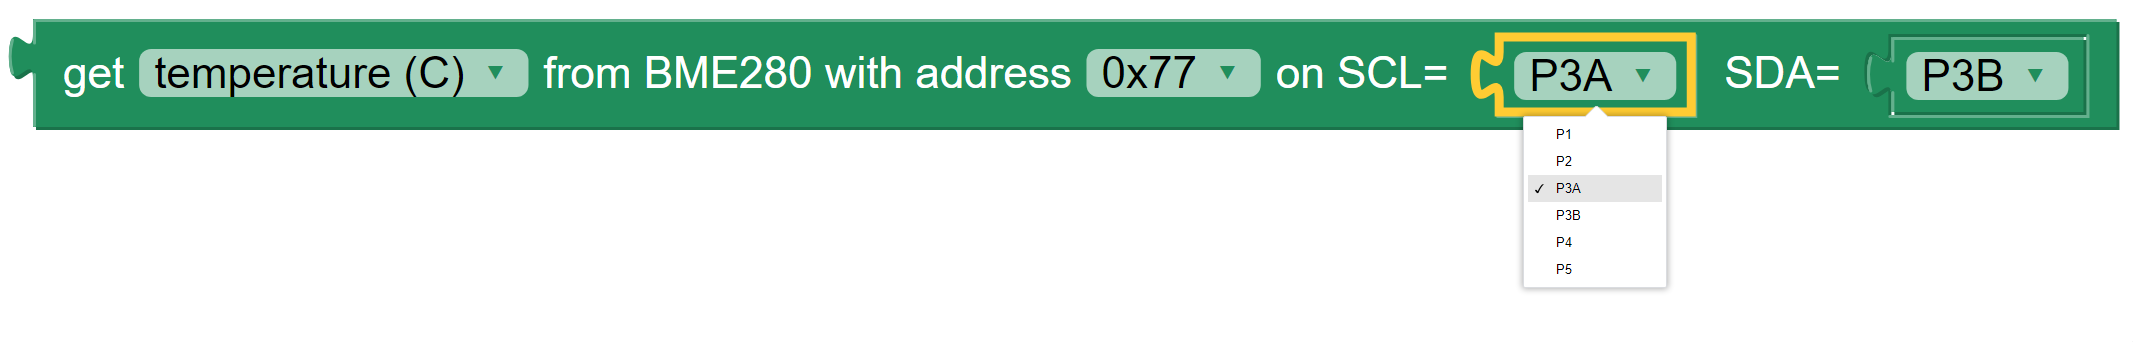 get temperature (C) ▼ from BME280 with address 0x77 ▼ on SCL= P3A ▼ SDA= P3B ▼
P1
P2
✓ P3A
P3B
P4
P5